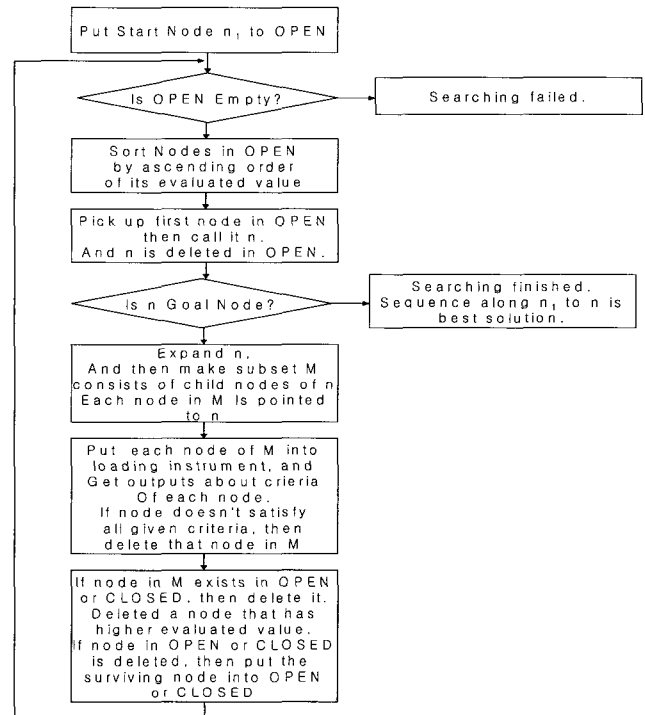 Put Start Node n₁ to OPEN
Is OPEN Empty?
Searching failed.
Sort Nodes in OPEN
by ascending order
of its evaluated value
Pick up first node in OPEN
then call it n.
And n is deleted in OPEN.
Is n Goal Node?
Searching finished.
Sequence along n₁ to n is
best solution.
Expand n,
And then make subset M
consists of child nodes of n
Each node in M Is pointed
to n
Put each node of M into
loading instrument, and
Get outputs about crieria
Of each node.
If node doesn't satisfy
all given criteria, then
delete that node in M
If node in M exists in OPEN
or CLOSED, then delete it.
Deleted a node that has
higher evaluated value.
If node in OPEN or CLOSED
is deleted, then put the
surviving node into OPEN
or CLOSED